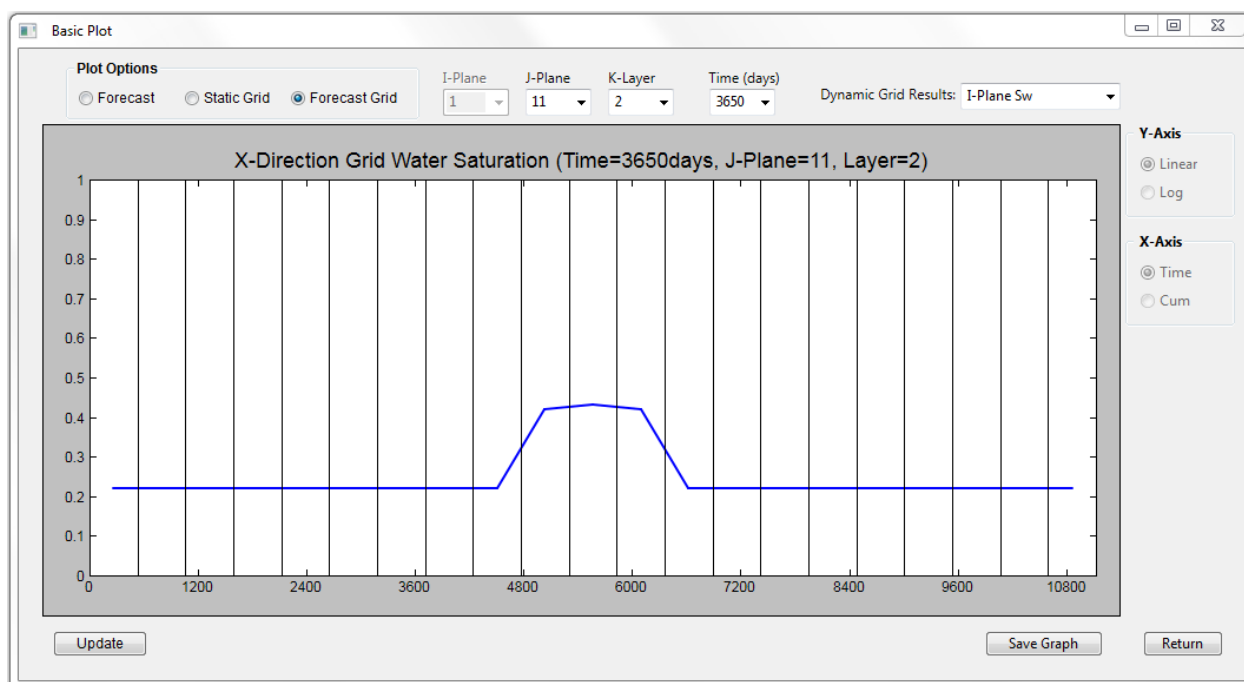 Basic Plot
Plot Options
Forecast Static Grid Forecast Grid
I-Plane J-Plane K-Layer Time (days)
1 11 2 3650
Dynamic Grid Results: I-Plane Sw
X-Direction Grid Water Saturation (Time=3650days, J-Plane=11, Layer=2)
1
0.9
0.8
0.7
0.6
0.5
0.4
0.3
0.2
0.1
0
0 1200 2400 3600 4800 6000 7200 8400 9600 10800
Y-Axis
Linear
Log
X-Axis
Time
Cum
Update Save Graph Return